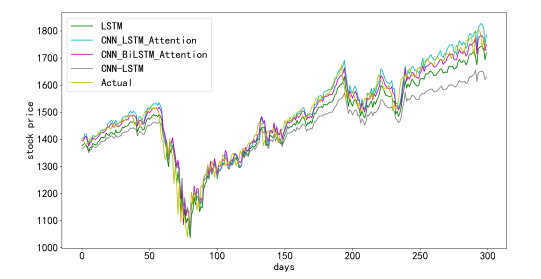 LSTM
CNN_LSTM_Attention
CNN_BiLSTM_Attention
CNN-LSTM
Actual
stock price
1800
1700
1600
1500
1400
1300
1200
1100
1000
0 50 100 150 200 250 300
days